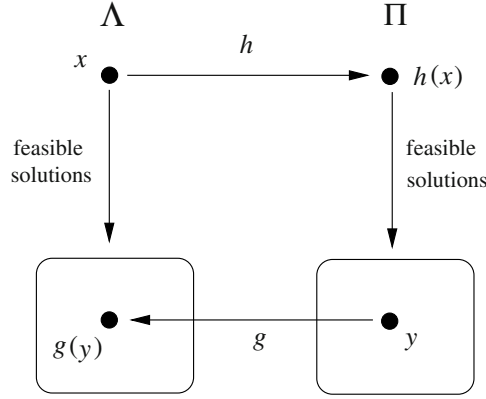 Λ Π
x h h(x)
feasible solutions
feasible solutions
g(y) g y